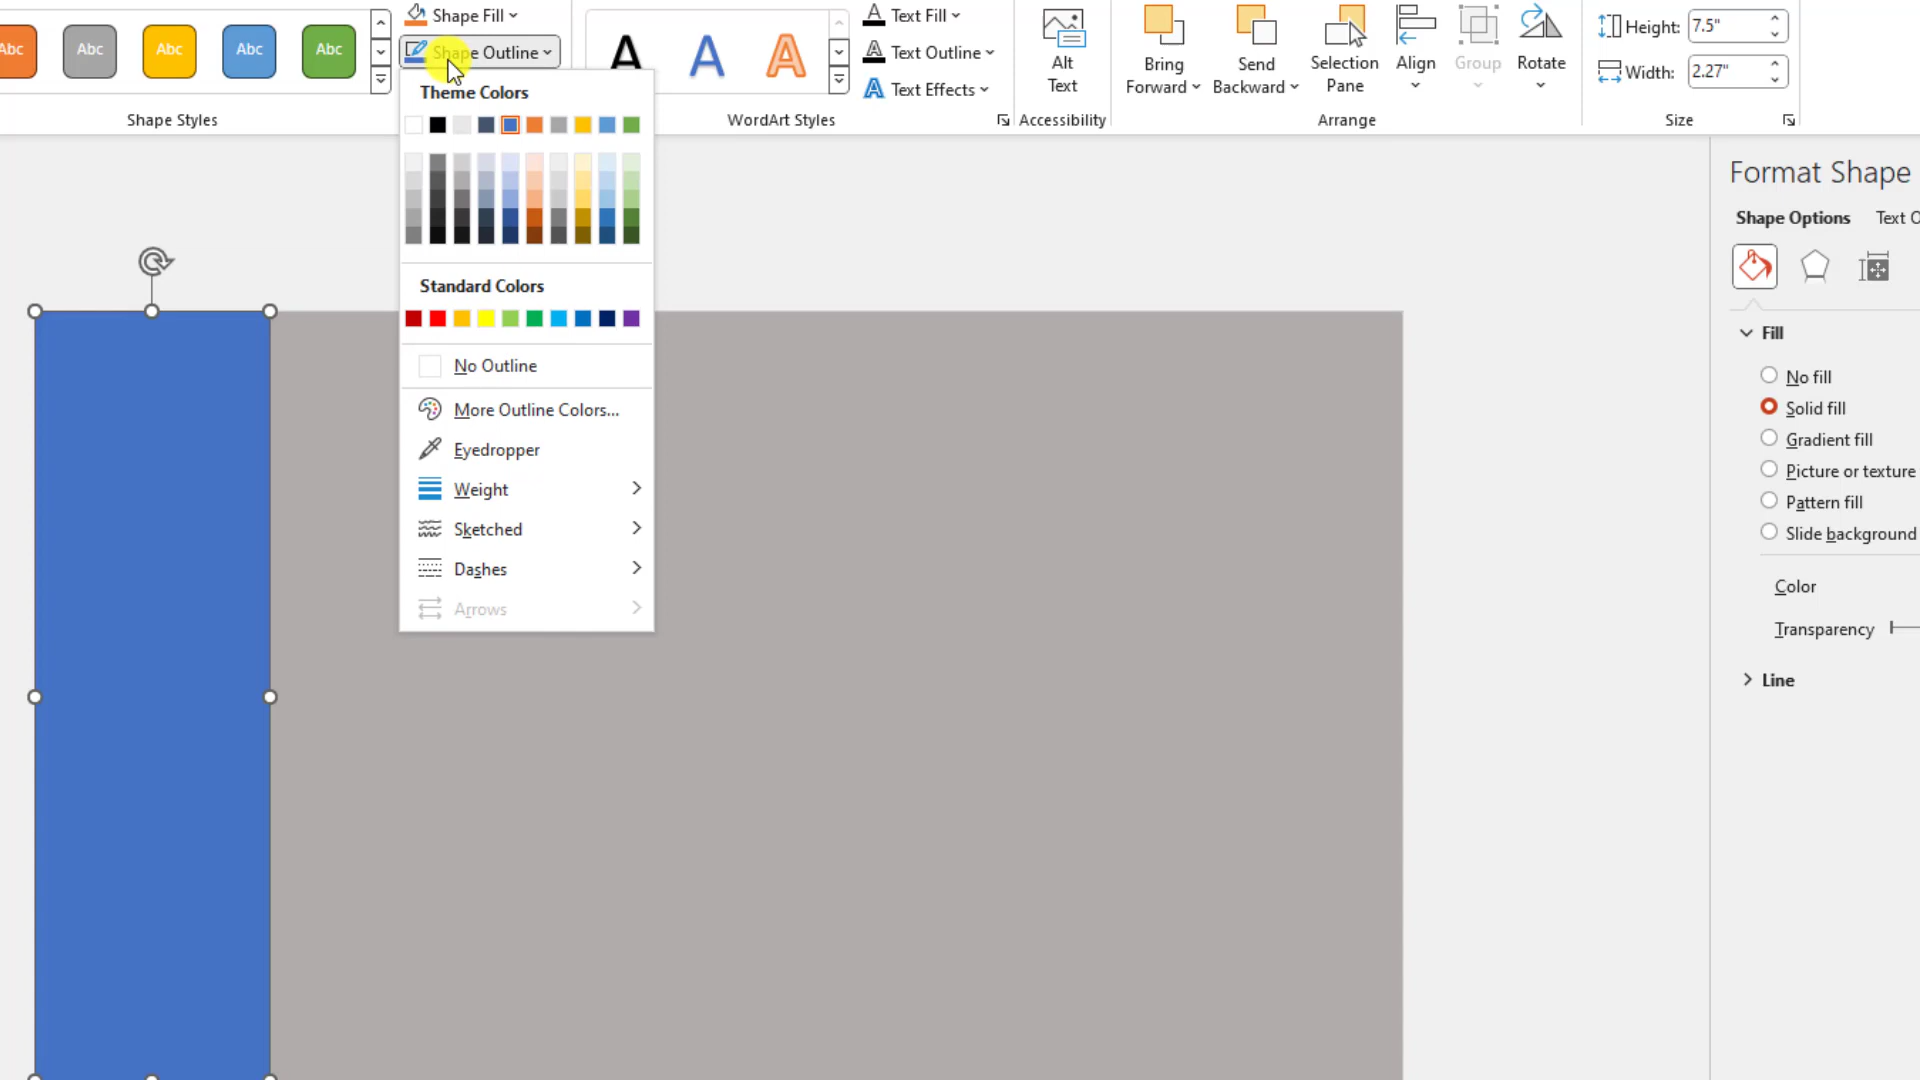 Abc Abc Abc Abc Abc
Shape Fill
Shape Outline
A A A
Text Fill
Text Outline
Text Effects
Alt
Text
Bring
Forward
Send
Backward
Selection
Pane
Align
Group
Rotate
Height: 7.5"
Width: 2.27"
Shape Styles
WordArt Styles
Accessibility
Arrange
Size
Theme Colors
Standard Colors
No Outline
More Outline Colors...
Eyedropper
Weight
Sketched
Dashes
Arrows
Format Shape
Shape Options Text O
Fill
No fill
Solid fill
Gradient fill
Picture or texture
Pattern fill
Slide background
Color
Transparency
Line